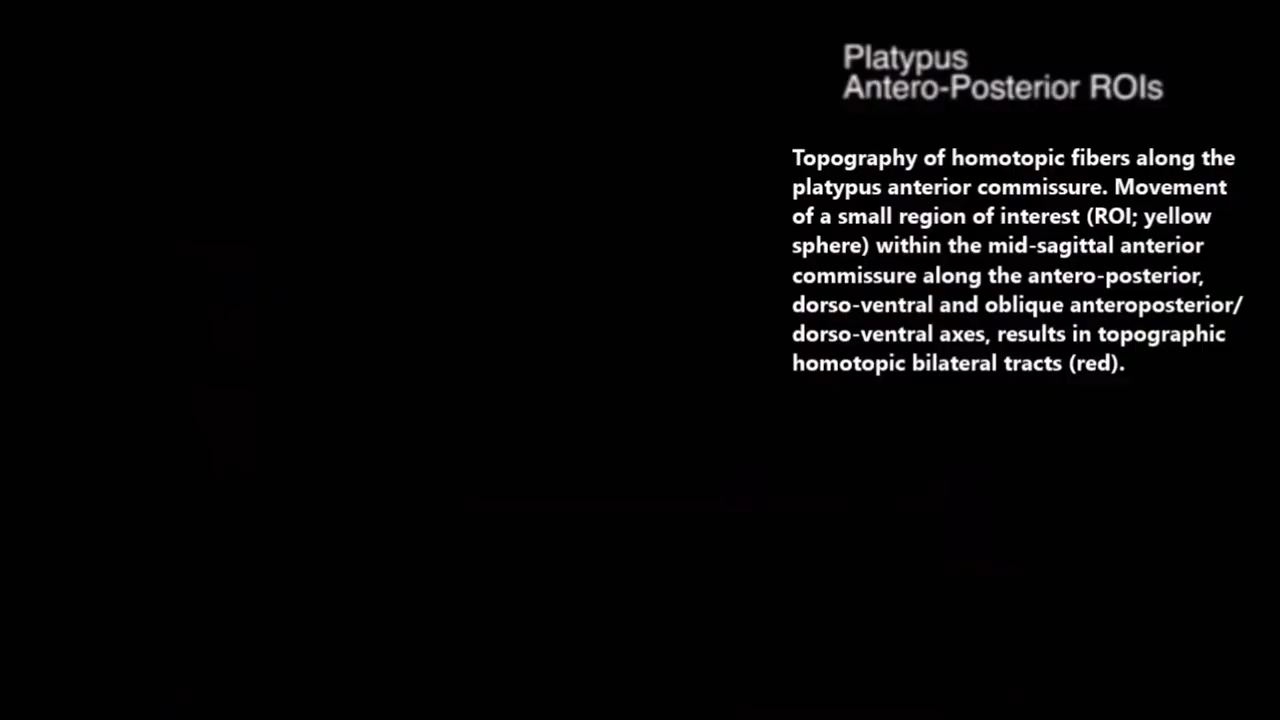 Platypus
Antero-Posterior ROIs
Topography of homotopic fibers along the
platypus anterior commissure. Movement
of a small region of interest (ROI; yellow
sphere) within the mid-sagittal anterior
commissure along the antero-posterior,
dorso-ventral and oblique anteroposterior/
dorso-ventral axes, results in topographic
homotopic bilateral tracts (red).